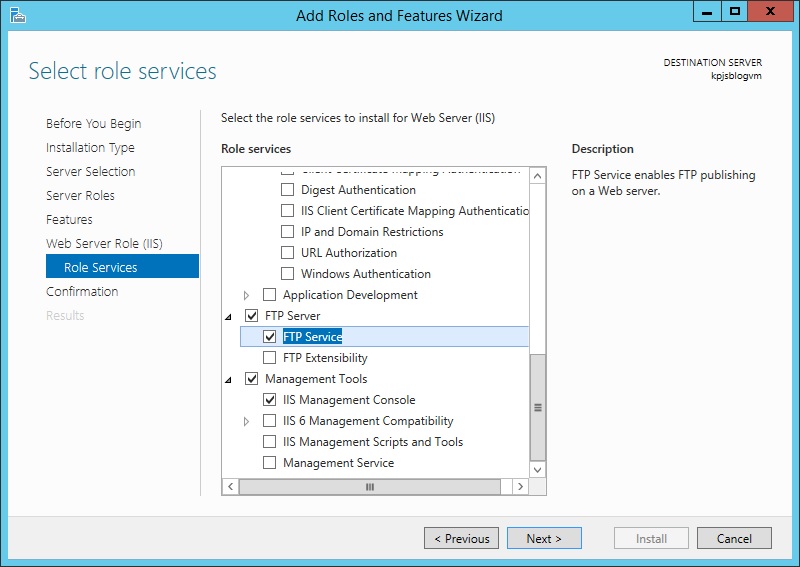 Add Roles and Features Wizard
Select role services
DESTINATION SERVER
kpjsblogvm
Before You Begin
Installation Type
Server Selection
Server Roles
Features
Web Server Role (IIS)
Role Services
Confirmation
Results
Select the role services to install for Web Server (IIS)
Role services
Client Certificate Mapping Authentication
Digest Authentication
IIS Client Certificate Mapping Authenticatio
IP and Domain Restrictions
URL Authorization
Windows Authentication
Application Development
FTP Server
FTP Service
FTP Extensibility
Management Tools
IIS Management Console
IIS 6 Management Compatibility
IIS Management Scripts and Tools
Management Service
Description
FTP Service enables FTP publishing
on a Web server.
< Previous
Next >
Install
Cancel